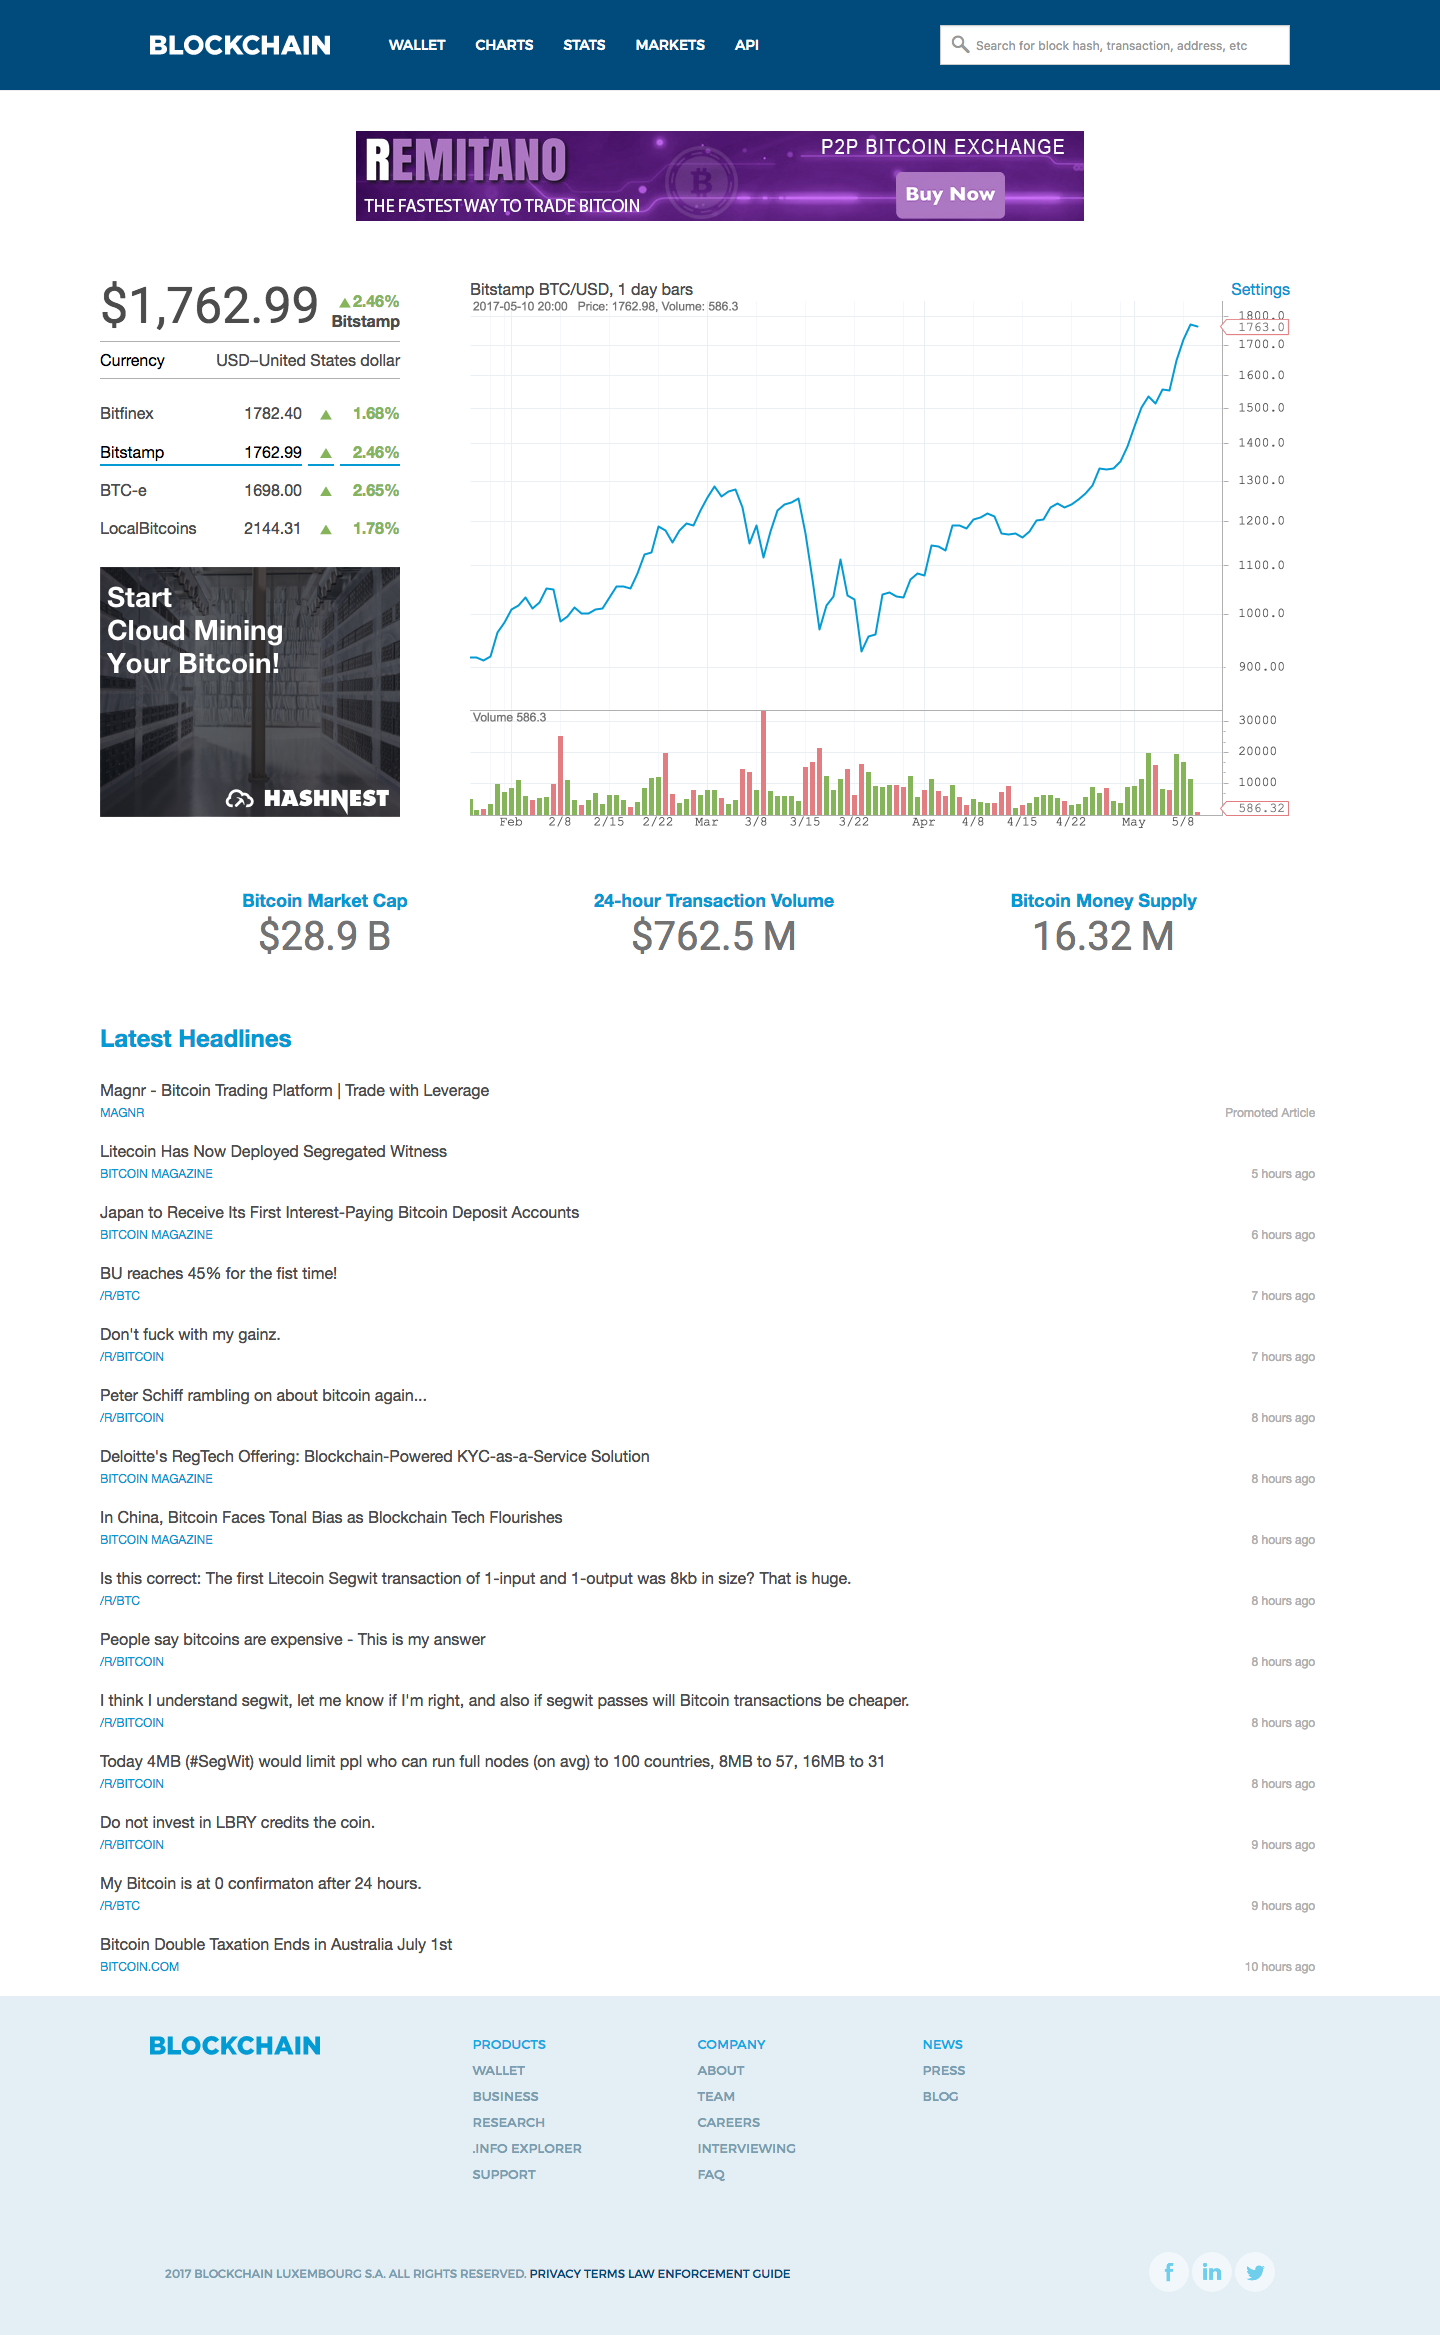 BLOCKCHAIN WALLET CHARTS STATS MARKETS API Search for block hash, transaction, address, etc
REMITANO
P2P BITCOIN EXCHANGE
THE FASTEST WAY TO TRADE BITCOIN
Buy Now
$1,762.99 ▲2.46%
Bitstamp
Currency USD–United States dollar
Bitfinex 1782.40 ▲ 1.68%
Bitstamp 1762.99 ▲ 2.46%
BTC-e 1698.00 ▲ 2.65%
LocalBitcoins 2144.31 ▲ 1.78%
Start
Cloud Mining
Your Bitcoin!
HASHNEST
Bitstamp BTC/USD, 1 day bars Settings
2017-05-10 20:00 Price: 1762.98, Volume: 586.3
1800.0
1763.0
1700.0
1600.0
1500.0
1400.0
1300.0
1200.0
1100.0
1000.0
900.00
Volume 586.3
30000
20000
10000
586.32
Feb 2/8 2/15 2/22 Mar 3/8 3/15 3/22 Apr 4/8 4/15 4/22 May 5/8
Bitcoin Market Cap 24-hour Transaction Volume Bitcoin Money Supply
$28.9 B $762.5 M 16.32 M
Latest Headlines
Magnr - Bitcoin Trading Platform | Trade with Leverage
MAGNR Promoted Article
Litecoin Has Now Deployed Segregated Witness
BITCOIN MAGAZINE 5 hours ago
Japan to Receive Its First Interest-Paying Bitcoin Deposit Accounts
BITCOIN MAGAZINE 6 hours ago
BU reaches 45% for the fist time!
/R/BTC 7 hours ago
Don't fuck with my gainz.
/R/BITCOIN 7 hours ago
Peter Schiff rambling on about bitcoin again...
/R/BITCOIN 8 hours ago
Deloitte's RegTech Offering: Blockchain-Powered KYC-as-a-Service Solution
BITCOIN MAGAZINE 8 hours ago
In China, Bitcoin Faces Tonal Bias as Blockchain Tech Flourishes
BITCOIN MAGAZINE 8 hours ago
Is this correct: The first Litecoin Segwit transaction of 1-input and 1-output was 8kb in size? That is huge.
/R/BTC 8 hours ago
People say bitcoins are expensive - This is my answer
/R/BITCOIN 8 hours ago
I think I understand segwit, let me know if I'm right, and also if segwit passes will Bitcoin transactions be cheaper.
/R/BITCOIN 8 hours ago
Today 4MB (#SegWit) would limit ppl who can run full nodes (on avg) to 100 countries, 8MB to 57, 16MB to 31
/R/BITCOIN 8 hours ago
Do not invest in LBRY credits the coin.
/R/BITCOIN 9 hours ago
My Bitcoin is at 0 confirmaton after 24 hours.
/R/BTC 9 hours ago
Bitcoin Double Taxation Ends in Australia July 1st
BITCOIN.COM 10 hours ago
BLOCKCHAIN
PRODUCTS
WALLET
BUSINESS
RESEARCH
.INFO EXPLORER
SUPPORT
COMPANY
ABOUT
TEAM
CAREERS
INTERVIEWING
FAQ
NEWS
PRESS
BLOG
2017 BLOCKCHAIN LUXEMBOURG S.A. ALL RIGHTS RESERVED. PRIVACY TERMS LAW ENFORCEMENT GUIDE